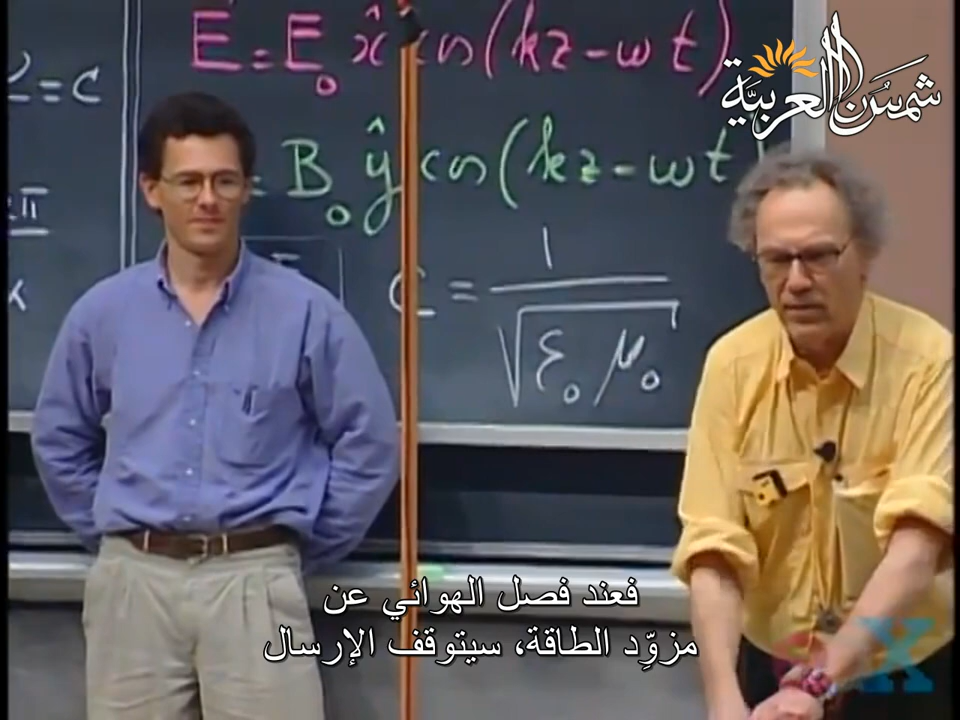 E = E₀ x̂ cos(kz-ωt)
شمس العربية
= C
= B₀ ŷ cos(kz-ωt)
C = 1
√ε₀μ₀
فعند فصل الهوائي عن
مزوِّد الطاقة، سيتوقف الإرسال
X